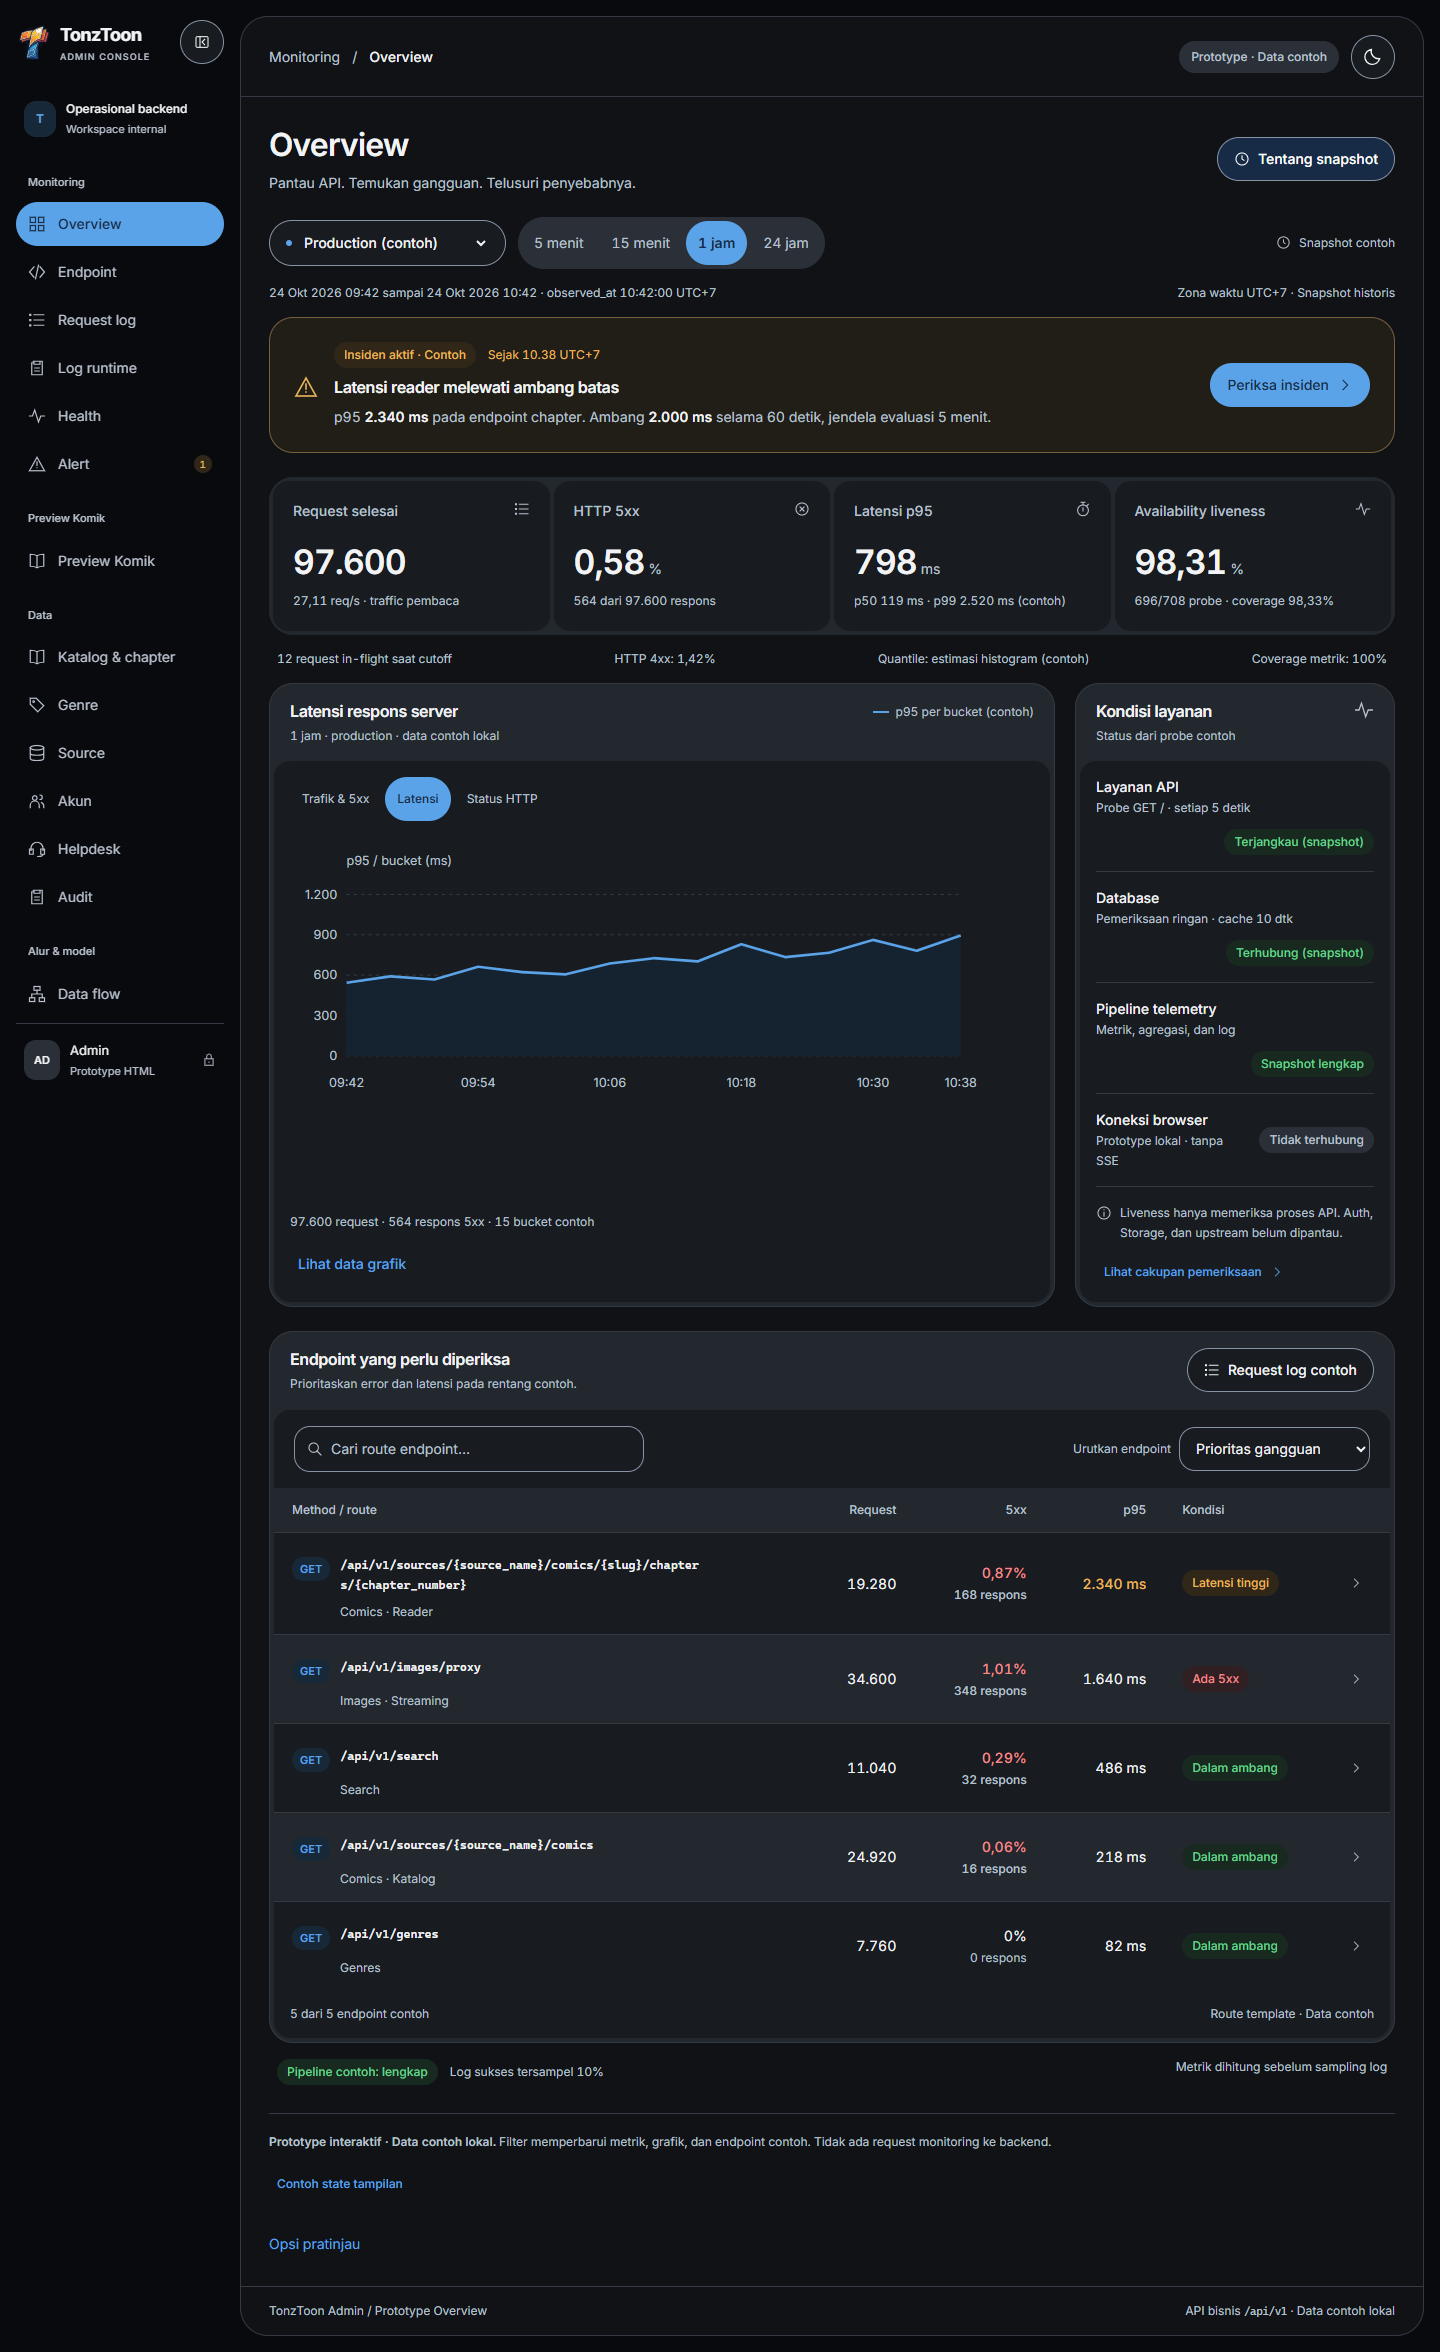 TonzToon
ADMIN CONSOLE
T
Operasional backend
Workspace internal
Monitoring
Overview
Endpoint
Request log
Log runtime
Health
Alert
1
Preview Komik
Preview Komik
Data
Katalog & chapter
Genre
Source
Akun
Helpdesk
Audit
Alur & model
Data flow
AD
Admin
Prototype HTML
Monitoring / Overview
Prototype · Data contoh
Overview
Pantau API. Temukan gangguan. Telusuri penyebabnya.
Tentang snapshot
Production (contoh)
5 menit
15 menit
1 jam
24 jam
Snapshot contoh
24 Okt 2026 09:42 sampai 24 Okt 2026 10:42 · observed_at 10:42:00 UTC+7
Zona waktu UTC+7 · Snapshot historis
Insiden aktif · Contoh
Sejak 10.38 UTC+7
Latensi reader melewati ambang batas
p95 2.340 ms pada endpoint chapter. Ambang 2.000 ms selama 60 detik, jendela evaluasi 5 menit.
Periksa insiden
Request selesai
97.600
27,11 req/s · traffic pembaca
HTTP 5xx
0,58 %
564 dari 97.600 respons
Latensi p95
798 ms
p50 119 ms · p99 2.520 ms (contoh)
Availability liveness
98,31 %
696/708 probe · coverage 98,33%
12 request in-flight saat cutoff
HTTP 4xx: 1,42%
Quantile: estimasi histogram (contoh)
Coverage metrik: 100%
Latensi respons server
1 jam · production · data contoh lokal
p95 per bucket (contoh)
Trafik & 5xx
Latensi
Status HTTP
p95 / bucket (ms)
1.200
900
600
300
0
09:42
09:54
10:06
10:18
10:30
10:38
97.600 request · 564 respons 5xx · 15 bucket contoh
Lihat data grafik
Kondisi layanan
Status dari probe contoh
Layanan API
Probe GET / · setiap 5 detik
Terjangkau (snapshot)
Database
Pemeriksaan ringan · cache 10 dtk
Terhubung (snapshot)
Pipeline telemetry
Metrik, agregasi, dan log
Snapshot lengkap
Koneksi browser
Prototype lokal · tanpa
SSE
Tidak terhubung
Liveness hanya memeriksa proses API. Auth,
Storage, dan upstream belum dipantau.
Lihat cakupan pemeriksaan
Endpoint yang perlu diperiksa
Prioritaskan error dan latensi pada rentang contoh.
Request log contoh
Cari route endpoint...
Urutkan endpoint
Prioritas gangguan
Method / route
Request
5xx
p95
Kondisi
GET
/api/v1/sources/{source_name}/comics/{slug}/chapter
s/{chapter_number}
Comics · Reader
19.280
0,87%
168 respons
2.340 ms
Latensi tinggi
GET
/api/v1/images/proxy
Images · Streaming
34.600
1,01%
348 respons
1.640 ms
Ada 5xx
GET
/api/v1/search
Search
11.040
0,29%
32 respons
486 ms
Dalam ambang
GET
/api/v1/sources/{source_name}/comics
Comics · Katalog
24.920
0,06%
16 respons
218 ms
Dalam ambang
GET
/api/v1/genres
Genres
7.760
0%
0 respons
82 ms
Dalam ambang
5 dari 5 endpoint contoh
Route template · Data contoh
Pipeline contoh: lengkap
Log sukses tersampel 10%
Metrik dihitung sebelum sampling log
Prototype interaktif · Data contoh lokal. Filter memperbarui metrik, grafik, dan endpoint contoh. Tidak ada request monitoring ke backend.
Contoh state tampilan
Opsi pratinjau
TonzToon Admin / Prototype Overview
API bisnis /api/v1 · Data contoh lokal